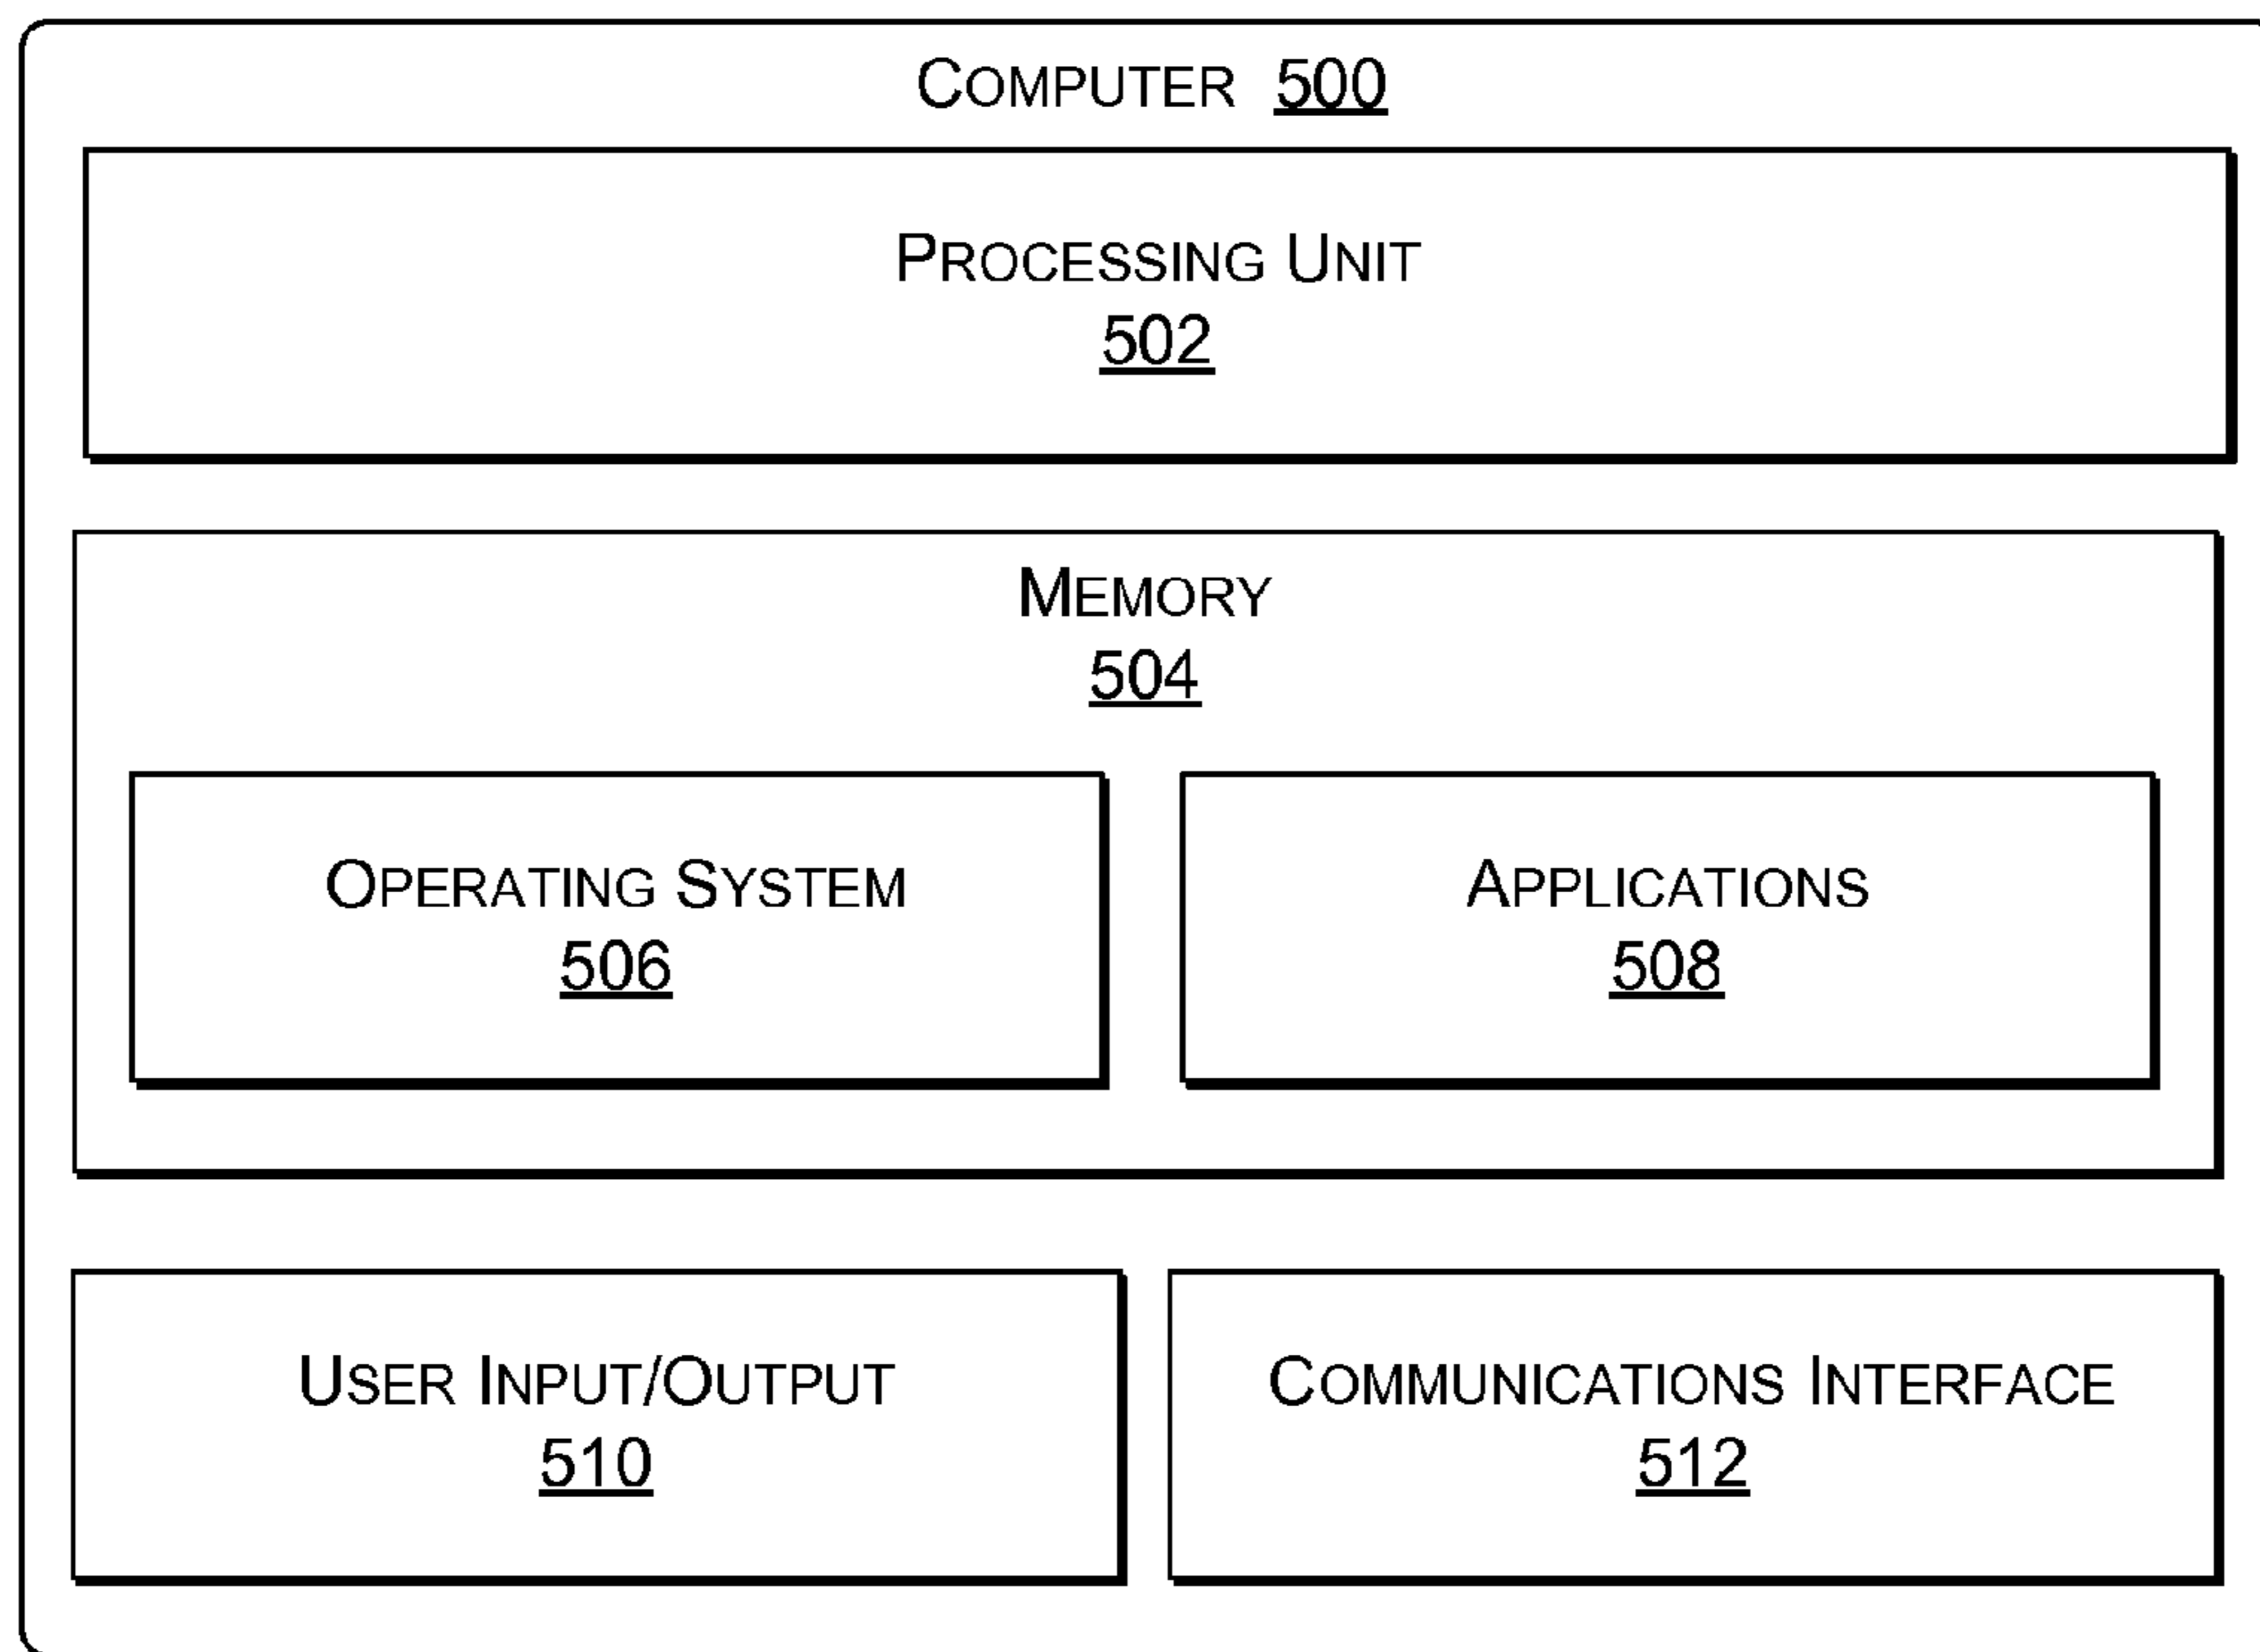 COMPUTER 500
PROCESSING UNIT
502
MEMORY
504
OPERATING SYSTEM
506
APPLICATIONS
508
USER INPUT/OUTPUT
510
COMMUNICATIONS INTERFACE
512